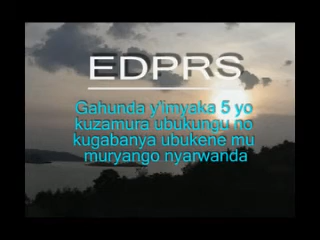 EDPRS
Gahunda y'imyaka 5 yo
kuzamura ubukungu no
kugabanya ubukene mu
muryango nyarwanda